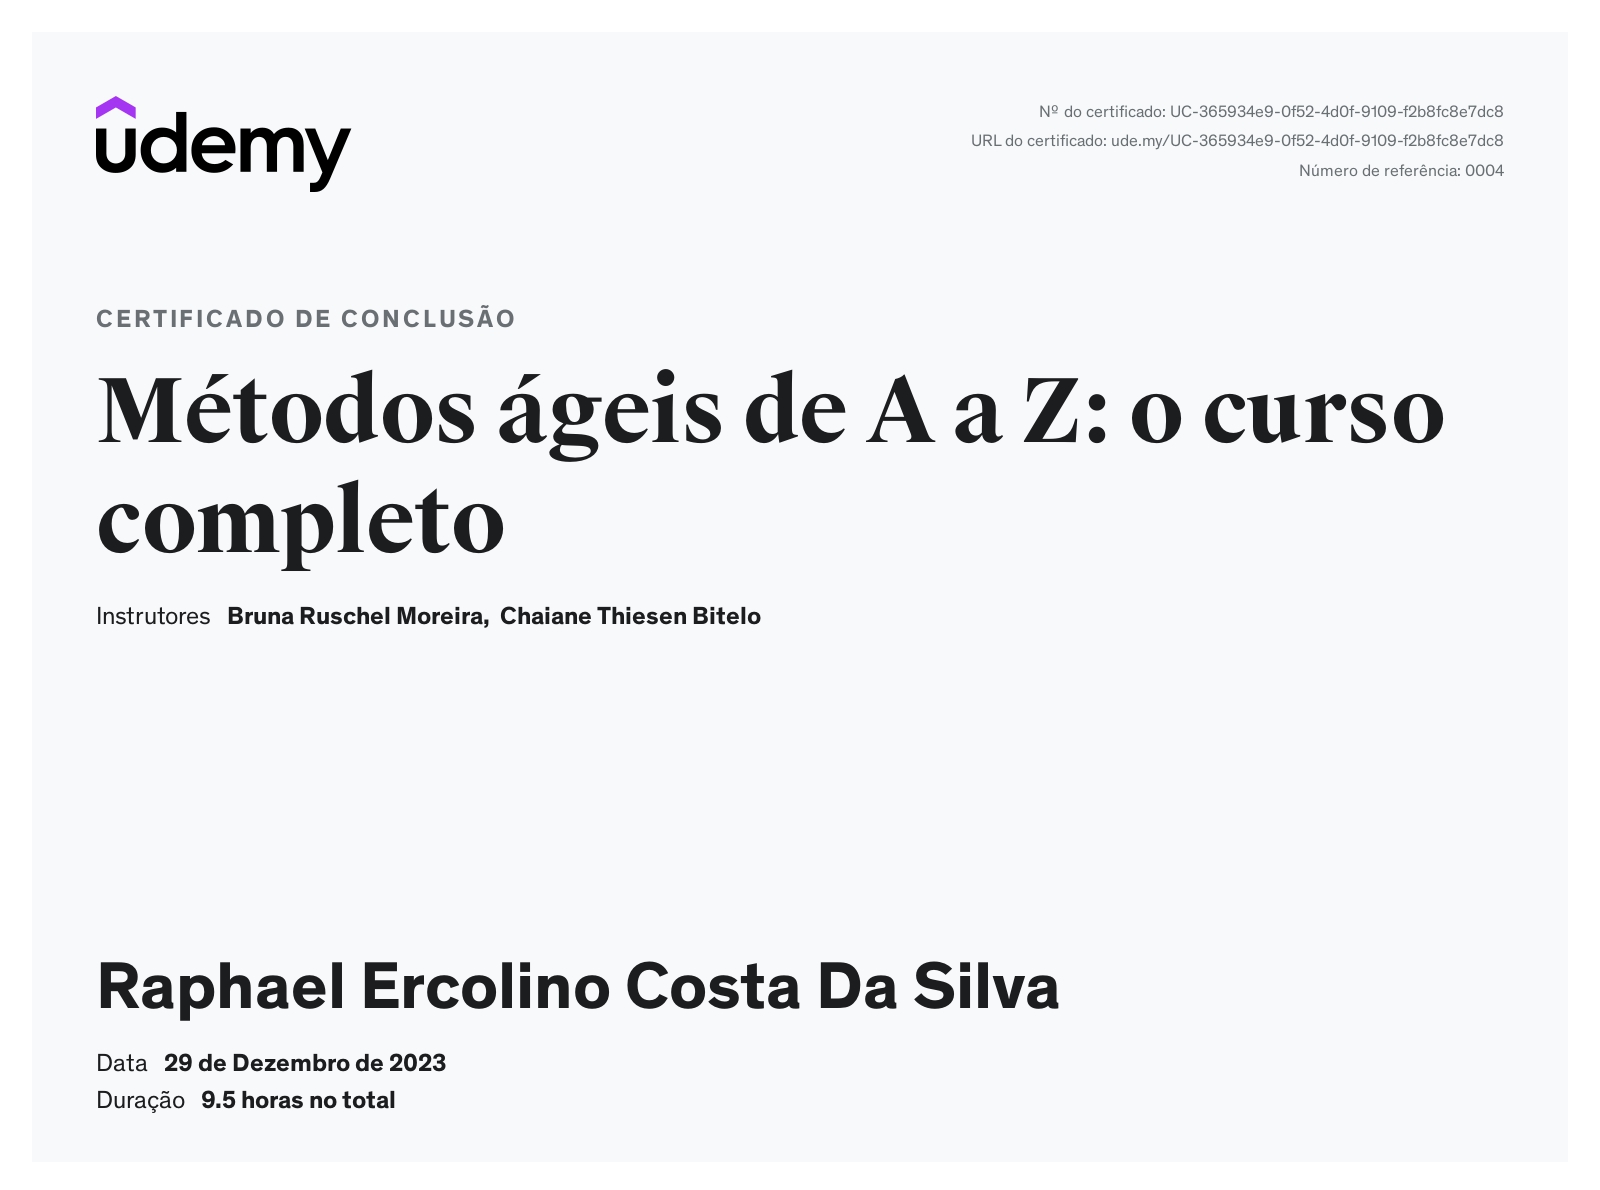 udemy
Nº do certificado: UC-365934e9-0f52-4d0f-9109-f2b8fc8e7dc8
URL do certificado: ude.my/UC-365934e9-0f52-4d0f-9109-f2b8fc8e7dc8
Número de referência: 0004
CERTIFICADO DE CONCLUSÃO
Métodos ágeis de A a Z: o curso
completo
Instrutores Bruna Ruschel Moreira, Chaiane Thiesen Bitelo
Raphael Ercolino Costa Da Silva
Data 29 de Dezembro de 2023
Duração 9.5 horas no total